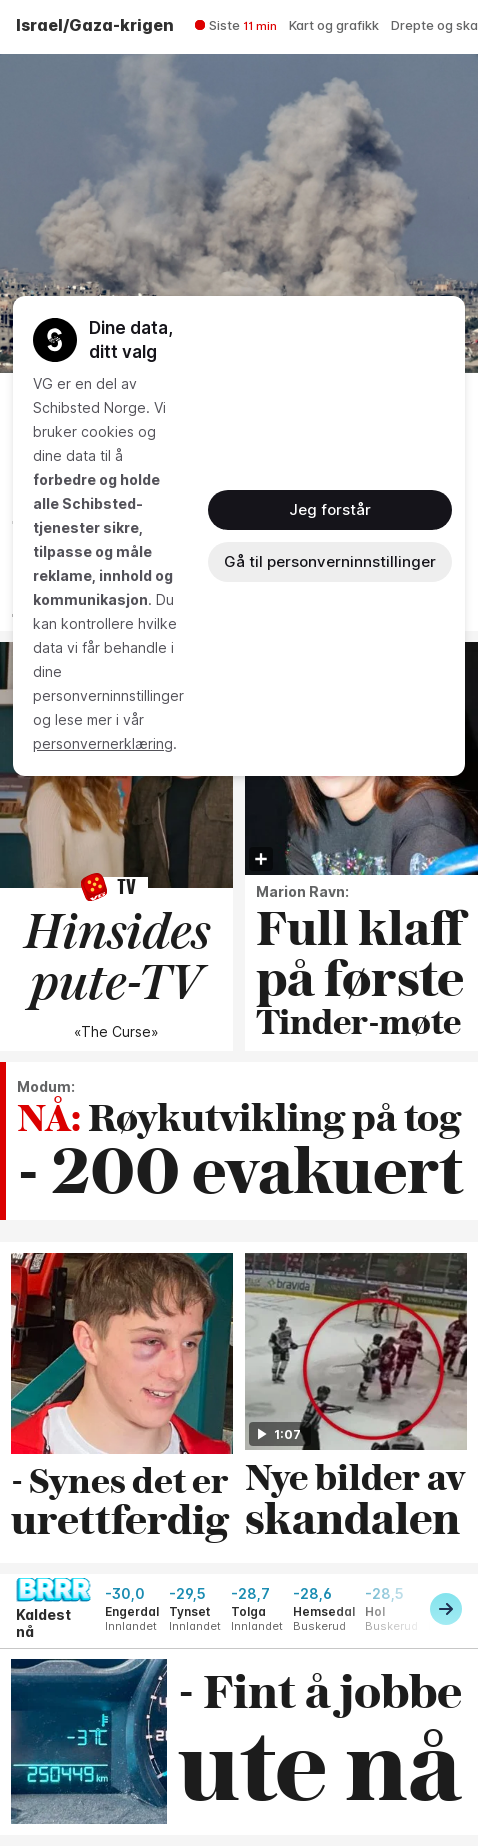 Israel/Gaza-krigen Siste 11 min Kart og grafikk Drepte og ska
Dine data,
ditt valg
VG er en del av
Schibsted Norge. Vi
bruker cookies og
dine data til å
forbedre og holde
alle Schibsted-
tjenester sikre,
tilpasse og måle
reklame, innhold og
kommunikasjon. Du
kan kontrollere hvilke
data vi får behandle i
dine
personverninnstillinger
og lese mer i vår
personvernerklæring.
Jeg forstår
Gå til personverninnstillinger
TV
Hinsides
pute-TV
«The Curse»
Marion Ravn:
Full klaff
på første
Tinder-møte
Modum:
NÅ: Røykutvikling på tog
- 200 evakuert
- Synes det er
urettferdig
bravida
1:07
Nye bilder av
skandalen
BRRR
Kaldest
nå
-30,0
Engerdal
Innlandet
-29,5
Tynset
Innlandet
-28,7
Tolga
Innlandet
-28,6
Hemsedal
Buskerud
-28,5
Hol
Buskerud
-37°C
250449 km
- Fint å jobbe
ute nå